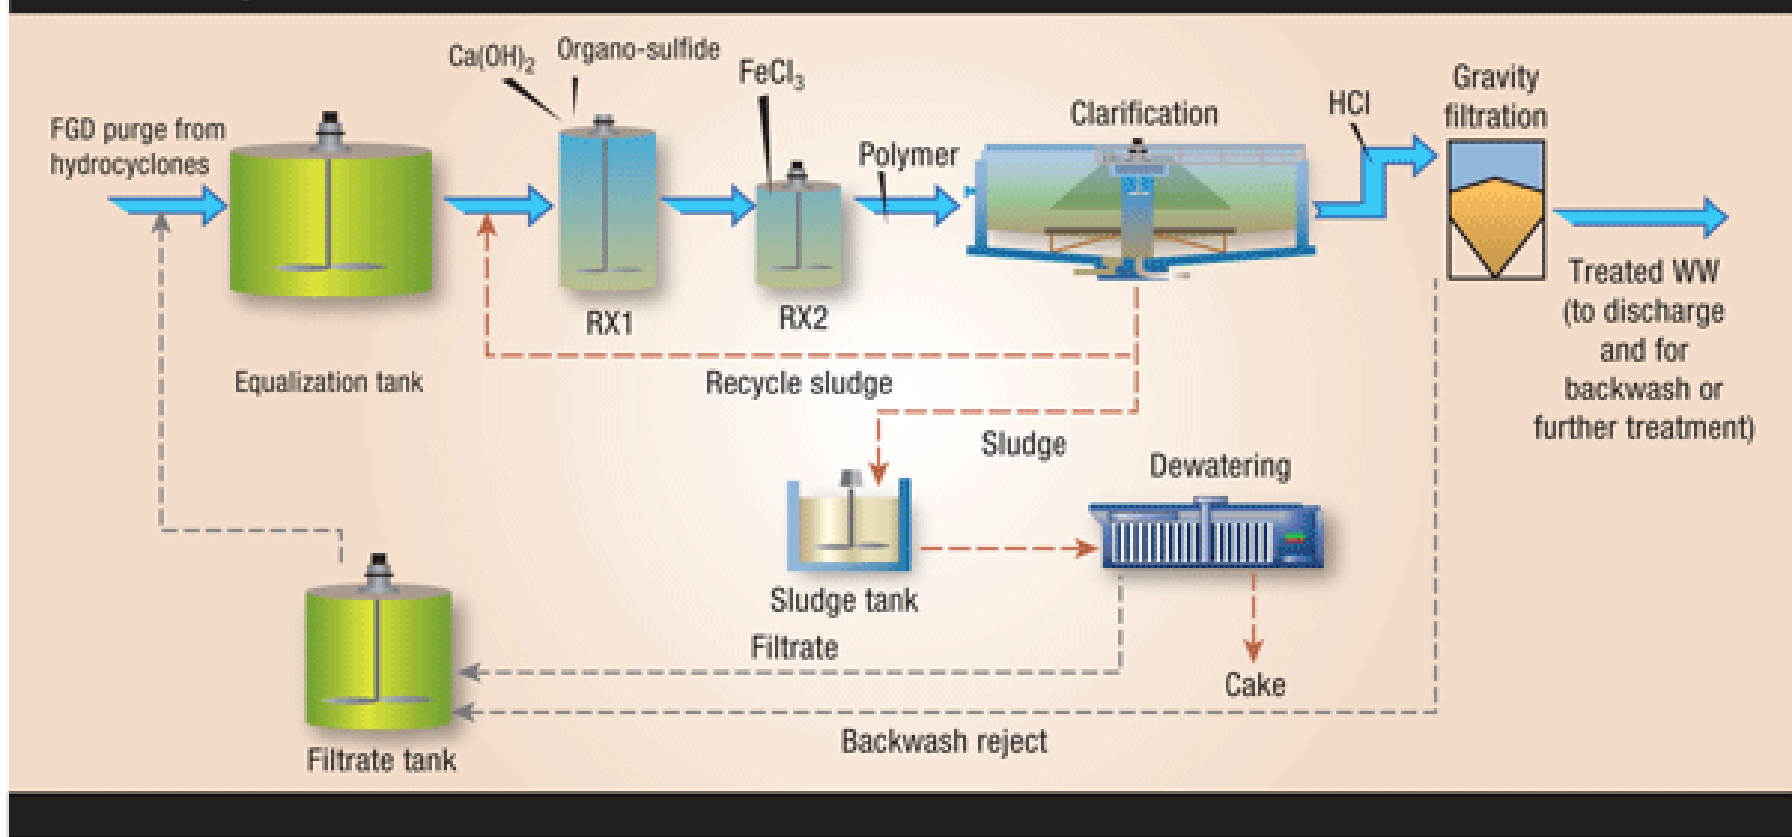 Ca(OH)₂
Organo-sulfide
FeCl₃
FGD purge from
hydrocyclones
Polymer
Clarification
HCl
Gravity
filtration
RX1
RX2
Equalization tank
Recycle sludge
Treated WW
(to discharge
and for
backwash or
further treatment)
Sludge
Dewatering
Sludge tank
Filtrate
Cake
Backwash reject
Filtrate tank